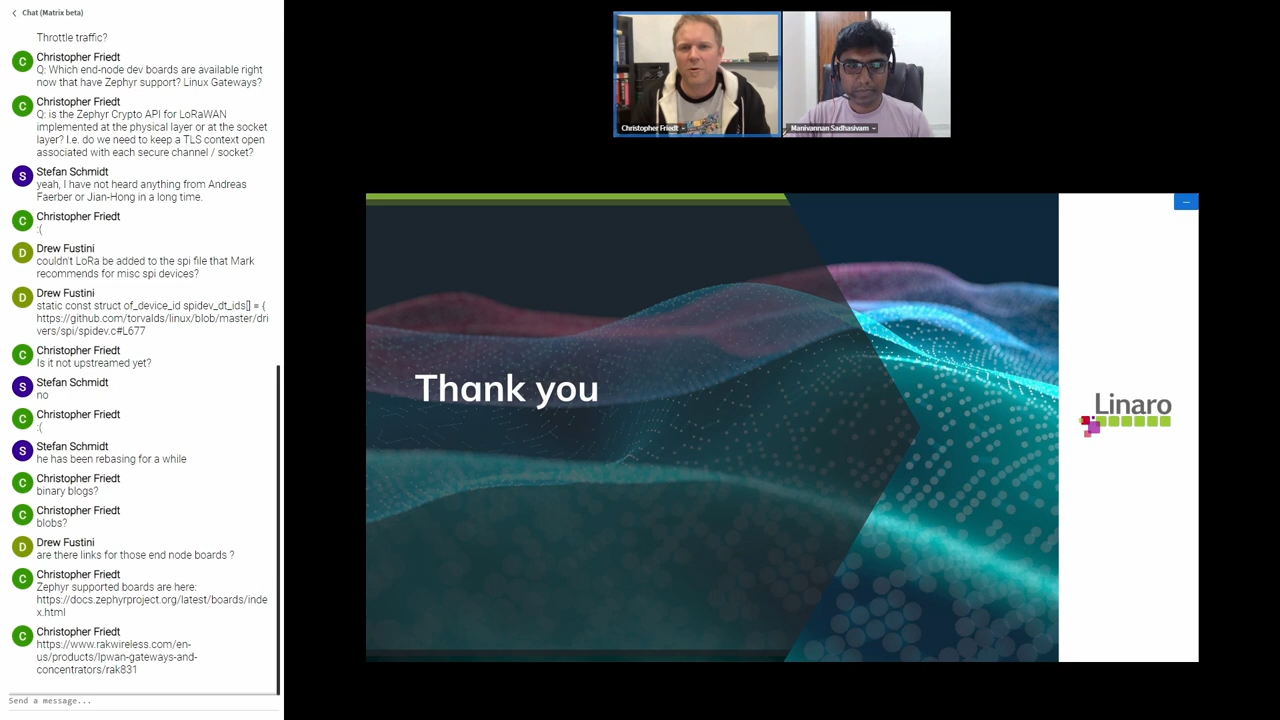 Chat (Matrix beta)
Throttle traffic?
Christopher Friedt
Q: Which end-node dev boards are available right
now that have Zephyr support? Linux Gateways?
Christopher Friedt
Q: is the Zephyr Crypto API for LoRaWAN
implemented at the physical layer or at the socket
layer? I.e. do we need to keep a TLS context open
associated with each secure channel / socket?
Stefan Schmidt
yeah, I have not heard anything from Andreas
Faerber or Jian-Hong in a long time.
Christopher Friedt
:(
Drew Fustini
couldn't LoRa be added to the spi file that Mark
recommends for misc spi devices?
Drew Fustini
static const struct of_device_id spidev_dt_ids[] = {
https://github.com/torvalds/linux/blob/master/dri
vers/spi/spidev.c#L677
Christopher Friedt
Is it not upstreamed yet?
Stefan Schmidt
no
Christopher Friedt
:(
Stefan Schmidt
he has been rebasing for a while
Christopher Friedt
binary blogs?
Christopher Friedt
blobs?
Drew Fustini
are there links for those end node boards ?
Christopher Friedt
Zephyr supported boards are here:
https://docs.zephyrproject.org/latest/boards/inde
x.html
Christopher Friedt
https://www.rakwireless.com/en-
us/products/lpwan-gateways-and-
concentrators/rak831
Send a message...
Christopher Friedt
Manivannan Sadhasivam
Thank you
Linaro